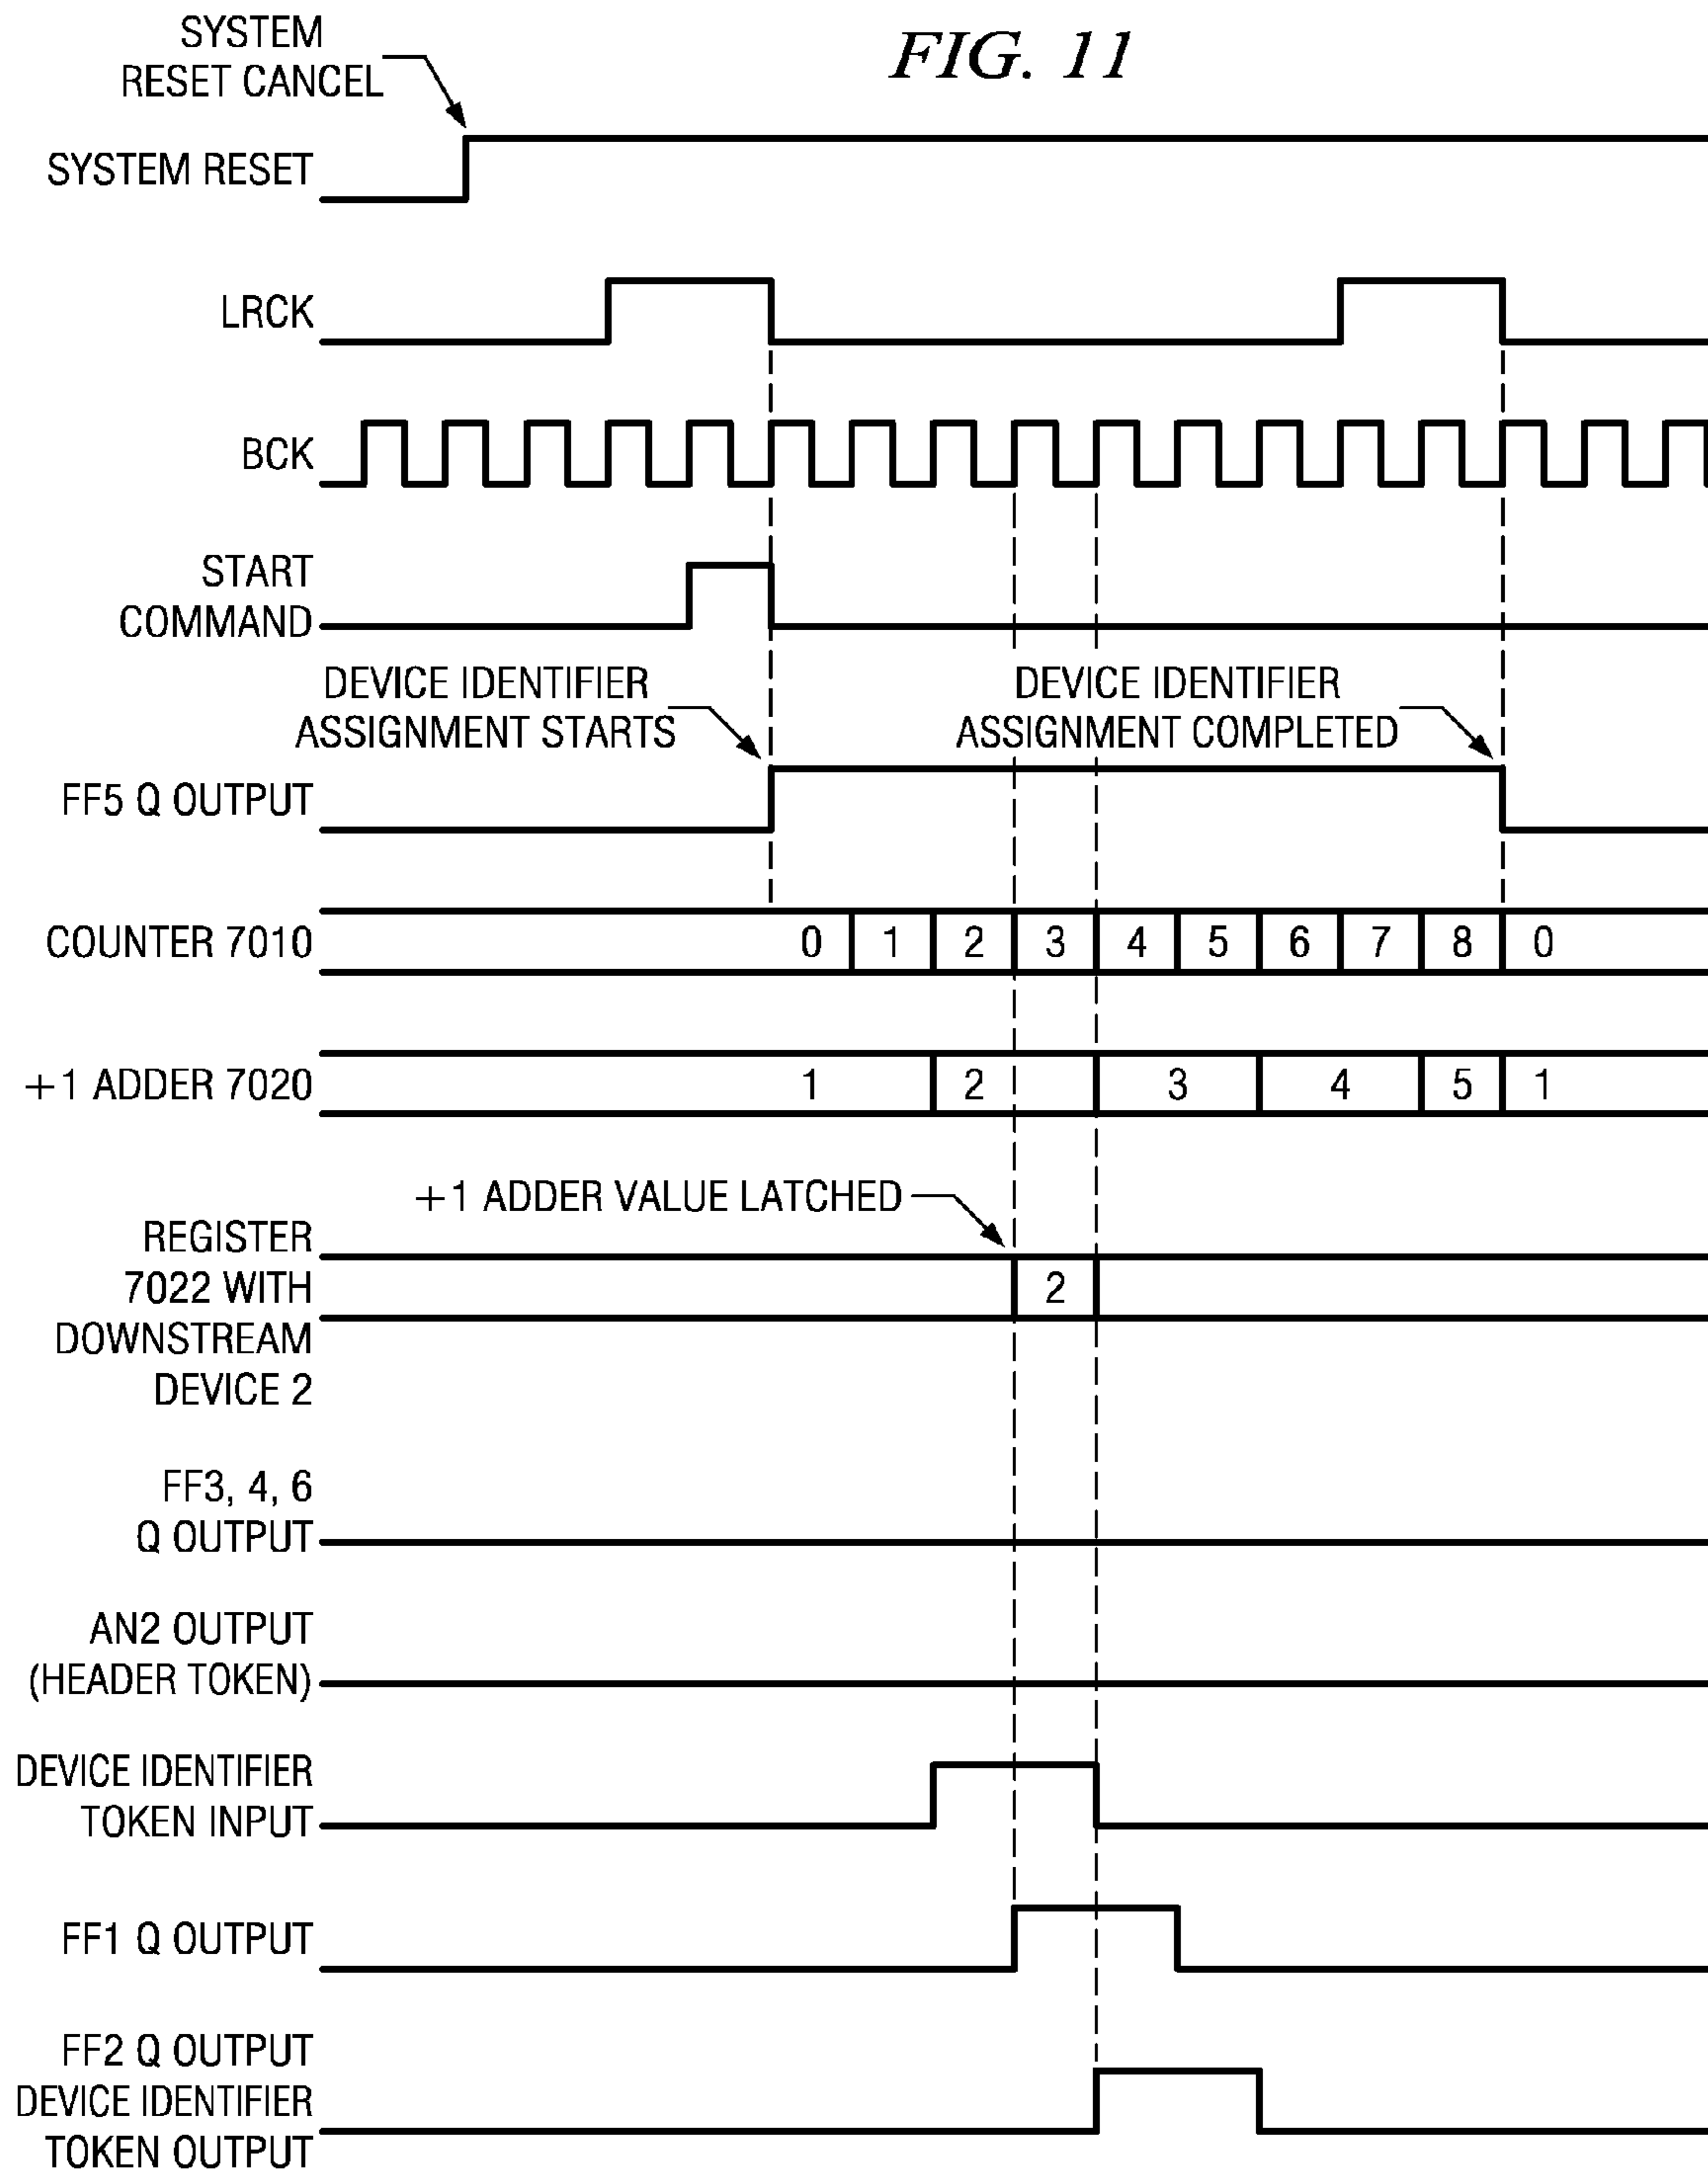 FIG. 11
SYSTEM
RESET CANCEL
SYSTEM RESET
LRCK
BCK
START
COMMAND
DEVICE IDENTIFIER
ASSIGNMENT STARTS
DEVICE IDENTIFIER
ASSIGNMENT COMPLETED
FF5 Q OUTPUT
COUNTER 7010 0 1 2 3 4 5 6 7 8 0
+1 ADDER 7020 1 2 3 4 5 1
+1 ADDER VALUE LATCHED
REGISTER
7022 WITH 2
DOWNSTREAM
DEVICE 2
FF3, 4, 6
Q OUTPUT
AN2 OUTPUT
(HEADER TOKEN)
DEVICE IDENTIFIER
TOKEN INPUT
FF1 Q OUTPUT
FF2 Q OUTPUT
DEVICE IDENTIFIER
TOKEN OUTPUT